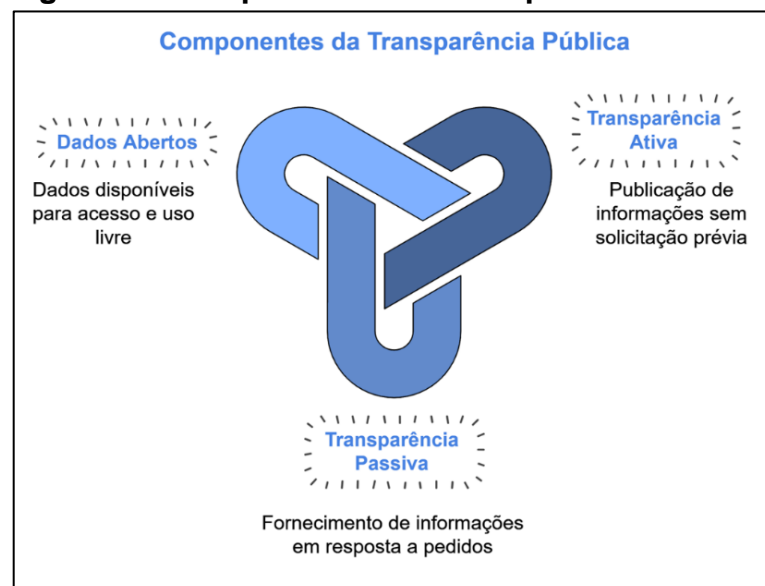 Componentes da Transparência Pública
Dados Abertos
Dados disponíveis
para acesso e uso
livre
Transparência
Ativa
Publicação de
informações sem
solicitação prévia
Transparência
Passiva
Fornecimento de informações
em resposta a pedidos